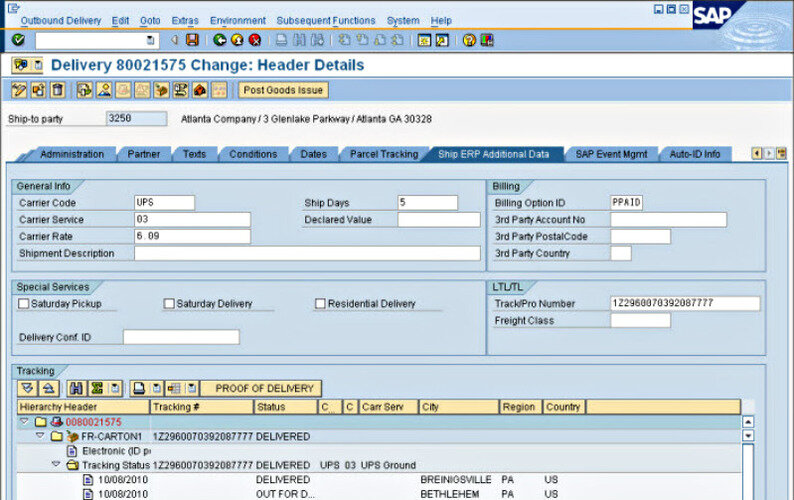 Outbound Delivery Edit Goto Extras Environment Subsequent Functions System Help
SAP
Delivery 80021575 Change: Header Details
Post Goods Issue
Ship-to party 3250 Atlanta Company / 3 Glenlake Parkway / Atlanta GA 30328
Administration Partner Texts Conditions Dates Parcel Tracking Ship ERP Additional Data SAP Event Mgmt Auto-ID Info
General Info Billing
Carrier Code UPS Ship Days 5 Billing Option ID PPAID
Carrier Service 03 Declared Value 3rd Party Account No
Carrier Rate 6.09 3rd Party PostalCode
Shipment Description 3rd Party Country
Special Services LTL/TL
Saturday Pickup Saturday Delivery Residential Delivery Track/Pro Number 1Z2960070392087777
Freight Class
Delivery Conf. ID
Tracking
PROOF OF DELIVERY
Hierarchy Header Tracking # Status C... C Carr Serv City Region Country
0080021575
FR-CARTON1 1Z2960070392087777 DELIVERED
Electronic (ID
Tracking Status 1Z2960070392087777 DELIVERED UPS 03 UPS Ground
10/08/2010 DELIVERED BREINIGSVILLE PA US
10/08/2010 OUT FOR D... BETHLEHEM PA US